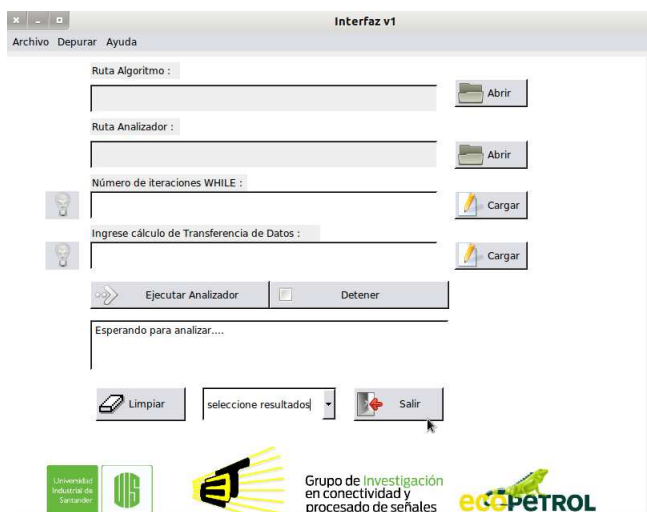 Interfaz v1
Archivo Depurar Ayuda
Ruta Algoritmo :
Abrir
Ruta Analizador :
Abrir
Número de iteraciones WHILE :
Cargar
Ingrese cálculo de Transferencia de Datos :
Cargar
Ejecutar Analizador Detener
Esperando para analizar....
Limpiar seleccione resultados Salir
Universidad
Industrial de
Santander
UIS
Grupo de Investigación
en conectividad y
procesado de señales
ecopetrol